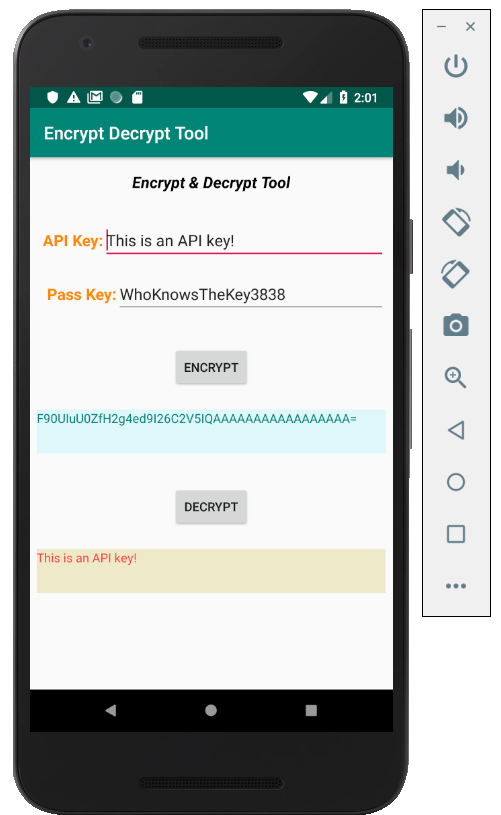 2:01
Encrypt Decrypt Tool
Encrypt & Decrypt Tool
API Key: This is an API key!
Pass Key: WhoKnowsTheKey3838
ENCRYPT
F90UIuU0ZfH2g4ed9I26C2V5IQAAAAAAAAAAAAAAAAA=
DECRYPT
This is an API key!